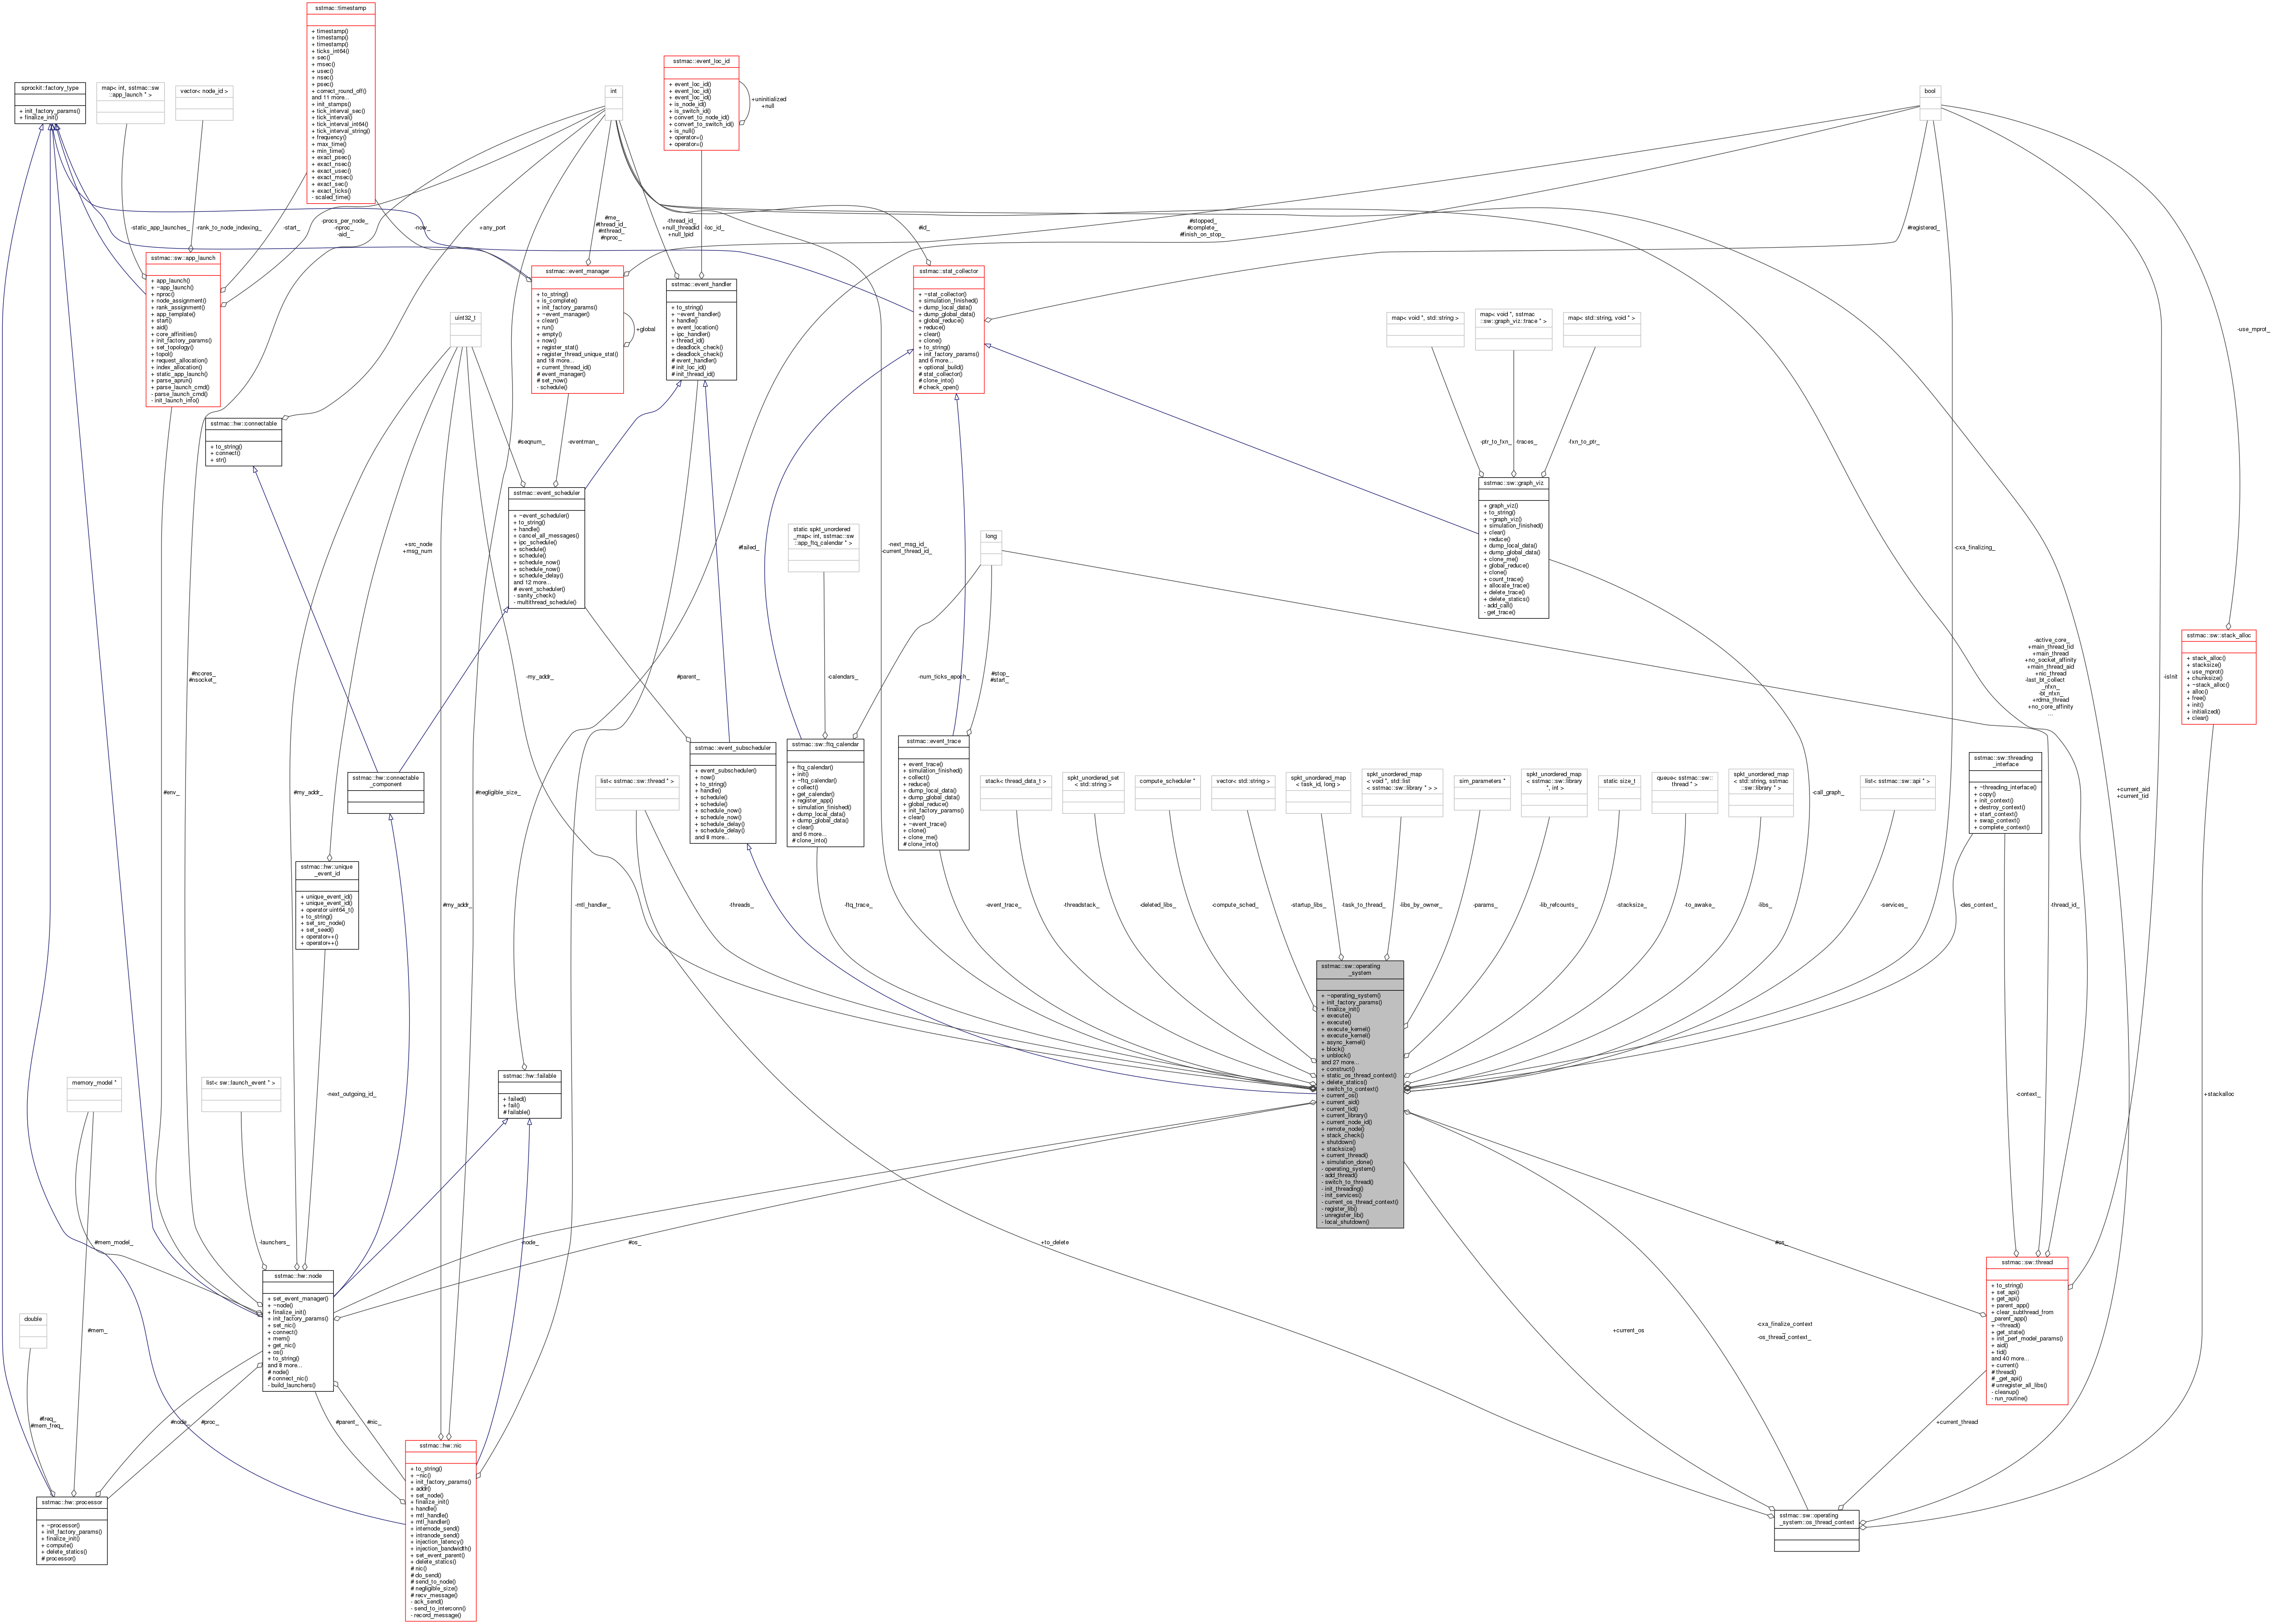 sstmac::timestamp
+ timestamp()
+ timestamp()
+ timestamp()
+ ticks_int64()
+ sec()
+ msec()
+ usec()
+ nsec()
+ psec()
+ correct_round_off()
and 11 more...
+ init_stamps()
+ tick_interval_sec()
+ tick_interval()
+ tick_interval_int64()
+ tick_interval_string()
+ frequency()
+ max_time()
+ min_time()
+ exact_psec()
+ exact_nsec()
+ exact_usec()
+ exact_msec()
+ exact_sec()
+ exact_ticks()
- scaled_time()
sprockit::factory_type
+ init_factory_params()
+ finalize_init()
map< int, sstmac::sw
::app_launch * >
vector< node_id >
int
sstmac::event_loc_id
+ event_loc_id()
+ event_loc_id()
+ event_loc_id()
+ is_node_id()
+ is_switch_id()
+ convert_to_node_id()
+ convert_to_switch_id()
+ is_null()
+ operator=()
+ operator=()
+uninitialized
+null
bool
-static_app_launches_
-rank_to_node_indexing_
-start_
-procs_per_node_
-nproc_
-aid_
+any_port
-now_
#me_
#thread_id_
#nthread_
#nproc_
-thread_id_
+null_threadid
+null_lpid
-loc_id_
#id_
#stopped_
#complete_
#finish_on_stop_
#registered_
-use_mprot_
sstmac::sw::app_launch
+ app_launch()
+ ~app_launch()
+ nproc()
+ node_assignment()
+ rank_assignment()
+ app_template()
+ start()
+ aid()
+ core_affinities()
+ init_factory_params()
+ set_topology()
+ topol()
+ request_allocation()
+ index_allocation()
+ static_app_launch()
+ parse_aprun()
+ parse_launch_cmd()
- parse_launch_cmd()
- init_launch_info()
sstmac::event_manager
+ to_string()
+ is_complete()
+ init_factory_params()
+ ~event_manager()
+ clear()
+ run()
+ empty()
+ now()
+ register_stat()
+ register_thread_unique_stat()
and 18 more...
+ current_thread_id()
# event_manager()
# set_now()
- schedule()
+global
sstmac::event_handler
+ to_string()
+ ~event_handler()
+ handle()
+ event_location()
+ ipc_handler()
+ thread_id()
+ deadlock_check()
+ deadlock_check()
# event_handler()
# init_loc_id()
# init_thread_id()
sstmac::stat_collector
+ ~stat_collector()
+ simulation_finished()
+ dump_local_data()
+ dump_global_data()
+ global_reduce()
+ reduce()
+ clear()
+ clone()
+ to_string()
+ init_factory_params()
and 6 more...
+ optional_build()
# stat_collector()
# clone_into()
# check_open()
uint32_t
map< void *, std::string >
map< void *, sstmac
::sw::graph_viz::trace * >
map< std::string, void * >
sstmac::hw::connectable
+ to_string()
+ connect()
+ str()
#seqnum_
-eventman_
-ptr_to_fxn_
-traces_
-fxn_to_ptr_
sstmac::event_scheduler
+ ~event_scheduler()
+ to_string()
+ handle()
+ cancel_all_messages()
+ ipc_schedule()
+ schedule()
+ schedule()
+ schedule_now()
+ schedule_now()
+ schedule_delay()
and 12 more...
# event_scheduler()
- sanity_check()
- multithread_schedule()
sstmac::sw::graph_viz
+ graph_viz()
+ to_string()
+ ~graph_viz()
+ simulation_finished()
+ clear()
+ reduce()
+ dump_local_data()
+ dump_global_data()
+ clone_me()
+ global_reduce()
+ clone()
+ count_trace()
+ allocate_trace()
+ delete_trace()
+ delete_statics()
- add_call()
- get_trace()
static spkt_unordered
_map< int, sstmac::sw
::app_ftq_calendar * >
long
+src_node
+msg_num
#failed_
-next_msg_id_
-current_thread_id_
-cxa_finalizing_
sstmac::sw::stack_alloc
+ stack_alloc()
+ stacksize()
+ use_mprot()
+ chunksize()
+ ~stack_alloc()
+ alloc()
+ free()
+ init()
+ initialized()
+ clear()
#ncores_
#nsocket_
-my_addr_
#parent_
-calendars_
-num_ticks_epoch_
#stop_
#start_
-active_core_
+main_thread_tid
+main_thread
+no_socket_affinity
+main_thread_aid
+nic_thread
-last_bt_collect
_nfxn_
-bt_nfxn_
+rdma_thread
+no_core_affinity
...
-isInit
sstmac::hw::connectable
_component
sstmac::event_subscheduler
+ event_subscheduler()
+ now()
+ to_string()
+ handle()
+ schedule()
+ schedule()
+ schedule_now()
+ schedule_now()
+ schedule_delay()
+ schedule_delay()
and 8 more...
sstmac::sw::ftq_calendar
+ ftq_calendar()
+ init()
+ ~ftq_calendar()
+ collect()
+ get_calendar()
+ register_app()
+ simulation_finished()
+ dump_local_data()
+ dump_global_data()
+ clear()
and 6 more...
# clone_into()
sstmac::event_trace
+ event_trace()
+ simulation_finished()
+ collect()
+ reduce()
+ dump_local_data()
+ dump_global_data()
+ global_reduce()
+ init_factory_params()
+ clear()
+ ~event_trace()
+ clone()
+ clone_me()
# clone_into()
sstmac::sw::threading
_interface
+ ~threading_interface()
+ copy()
+ init_context()
+ destroy_context()
+ start_context()
+ swap_context()
+ complete_context()
list< sstmac::sw::thread * >
stack< thread_data_t >
spkt_unordered_set
< std::string >
compute_scheduler *
vector< std::string >
spkt_unordered_map
< task_id, long >
spkt_unordered_map
< void *, std::list
< sstmac::sw::library * > >
sim_parameters *
spkt_unordered_map
< sstmac::sw::library
*, int >
static size_t
queue< sstmac::sw::
thread * >
spkt_unordered_map
< std::string, sstmac
::sw::library * >
list< sstmac::sw::api * >
#env_
#my_addr_
#negligible_size_
-call_graph_
+current_aid
+current_tid
sstmac::hw::unique
_event_id
+ unique_event_id()
+ unique_event_id()
+ operator uint64_t()
+ to_string()
+ set_src_node()
+ set_seed()
+ operator++()
+ operator++()
#my_addr_
-mtl_handler_
-threads_
-ftq_trace_
-event_trace_
-threadstack_
-deleted_libs_
-compute_sched_
-startup_libs_
-task_to_thread_
-libs_by_owner_
-params_
-lib_refcounts_
-stacksize_
-to_awake_
-libs_
-services_
-des_context_
-thread_id_
sstmac::sw::operating
_system
+ ~operating_system()
+ init_factory_params()
+ finalize_init()
+ execute()
+ execute()
+ execute_kernel()
+ execute_kernel()
+ async_kernel()
+ block()
+ unblock()
and 27 more...
+ construct()
+ static_os_thread_context()
+ delete_statics()
+ switch_to_context()
+ current_os()
+ current_aid()
+ current_tid()
+ current_library()
+ current_node_id()
+ remote_node()
+ stack_check()
+ shutdown()
+ stacksize()
+ current_thread()
+ simulation_done()
- operating_system()
- add_thread()
- switch_to_thread()
- init_threading()
- init_services()
- current_os_thread_context()
- register_lib()
- unregister_lib()
- local_shutdown()
memory_model *
list< sw::launch_event * >
-next_outgoing_id_
sstmac::hw::failable
+ failed()
+ fail()
# failable()
-context_
+stackalloc
#mem_model_
-launchers_
-node_
#os_
+to_delete
#os_
sstmac::hw::node
+ set_event_manager()
+ ~node()
+ finalize_init()
+ init_factory_params()
+ set_nic()
+ connect()
+ mem()
+ get_nic()
+ os()
+ to_string()
and 8 more...
# node()
# connect_nic()
- build_launchers()
sstmac::sw::thread
+ to_string()
+ set_api()
+ get_api()
+ parent_app()
+ clear_subthread_from
_parent_app()
+ ~thread()
+ get_state()
+ init_perf_model_params()
+ aid()
+ tid()
and 40 more...
+ current()
# thread()
# _get_api()
# unregister_all_libs()
- cleanup()
- run_routine()
double
#mem_
+current_os
-cxa_finalize_context
_
-os_thread_context_
#freq_
#mem_freq_
#node_
#proc_
#parent_
#nic_
+current_thread
sstmac::hw::nic
+ to_string()
+ ~nic()
+ init_factory_params()
+ addr()
+ set_node()
+ finalize_init()
+ handle()
+ mtl_handle()
+ mtl_handler()
+ internode_send()
+ intranode_send()
+ injection_latency()
+ injection_bandwidth()
+ set_event_parent()
+ delete_statics()
# nic()
# do_send()
# send_to_node()
# negligible_size()
# recv_message()
- ack_send()
- send_to_interconn()
- record_message()
sstmac::hw::processor
+ ~processor()
+ init_factory_params()
+ finalize_init()
+ compute()
+ delete_statics()
# processor()
sstmac::sw::operating
_system::os_thread_context